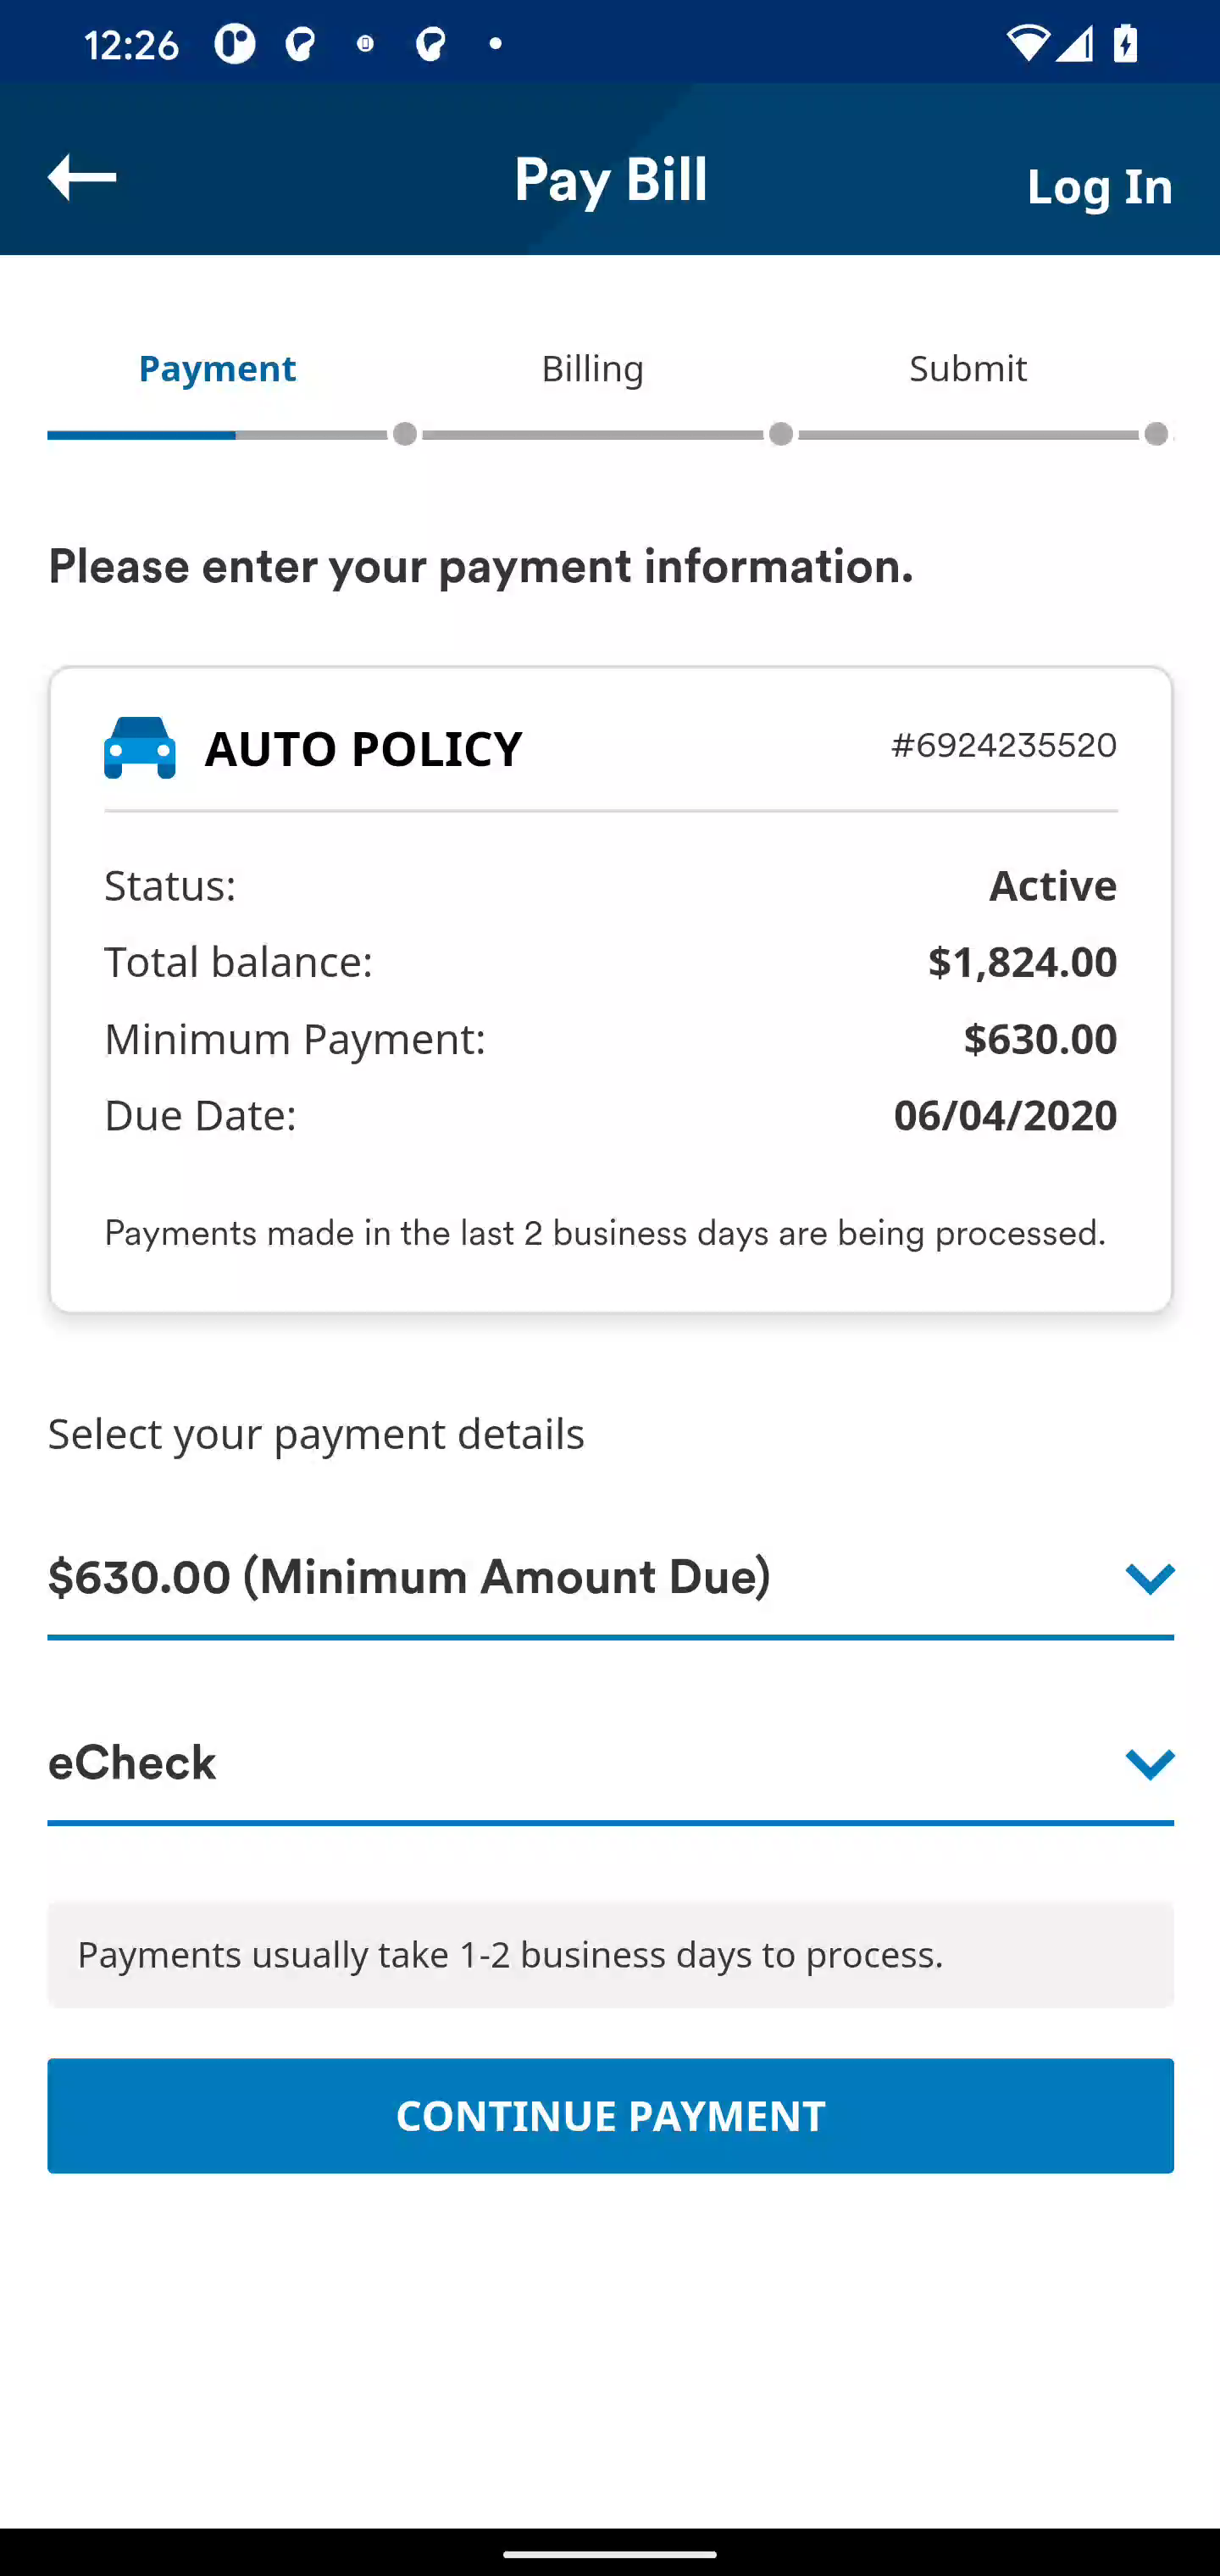 12:26
Pay Bill
Log In
Payment
Billing
Submit
Please enter your payment information.
AUTO POLICY
#6924235520
Status:
Active
Total balance:
$1,824.00
Minimum Payment:
$630.00
Due Date:
06/04/2020
Payments made in the last 2 business days are being processed.
Select your payment details
$630.00 (Minimum Amount Due)
eCheck
Payments usually take 1-2 business days to process.
CONTINUE PAYMENT